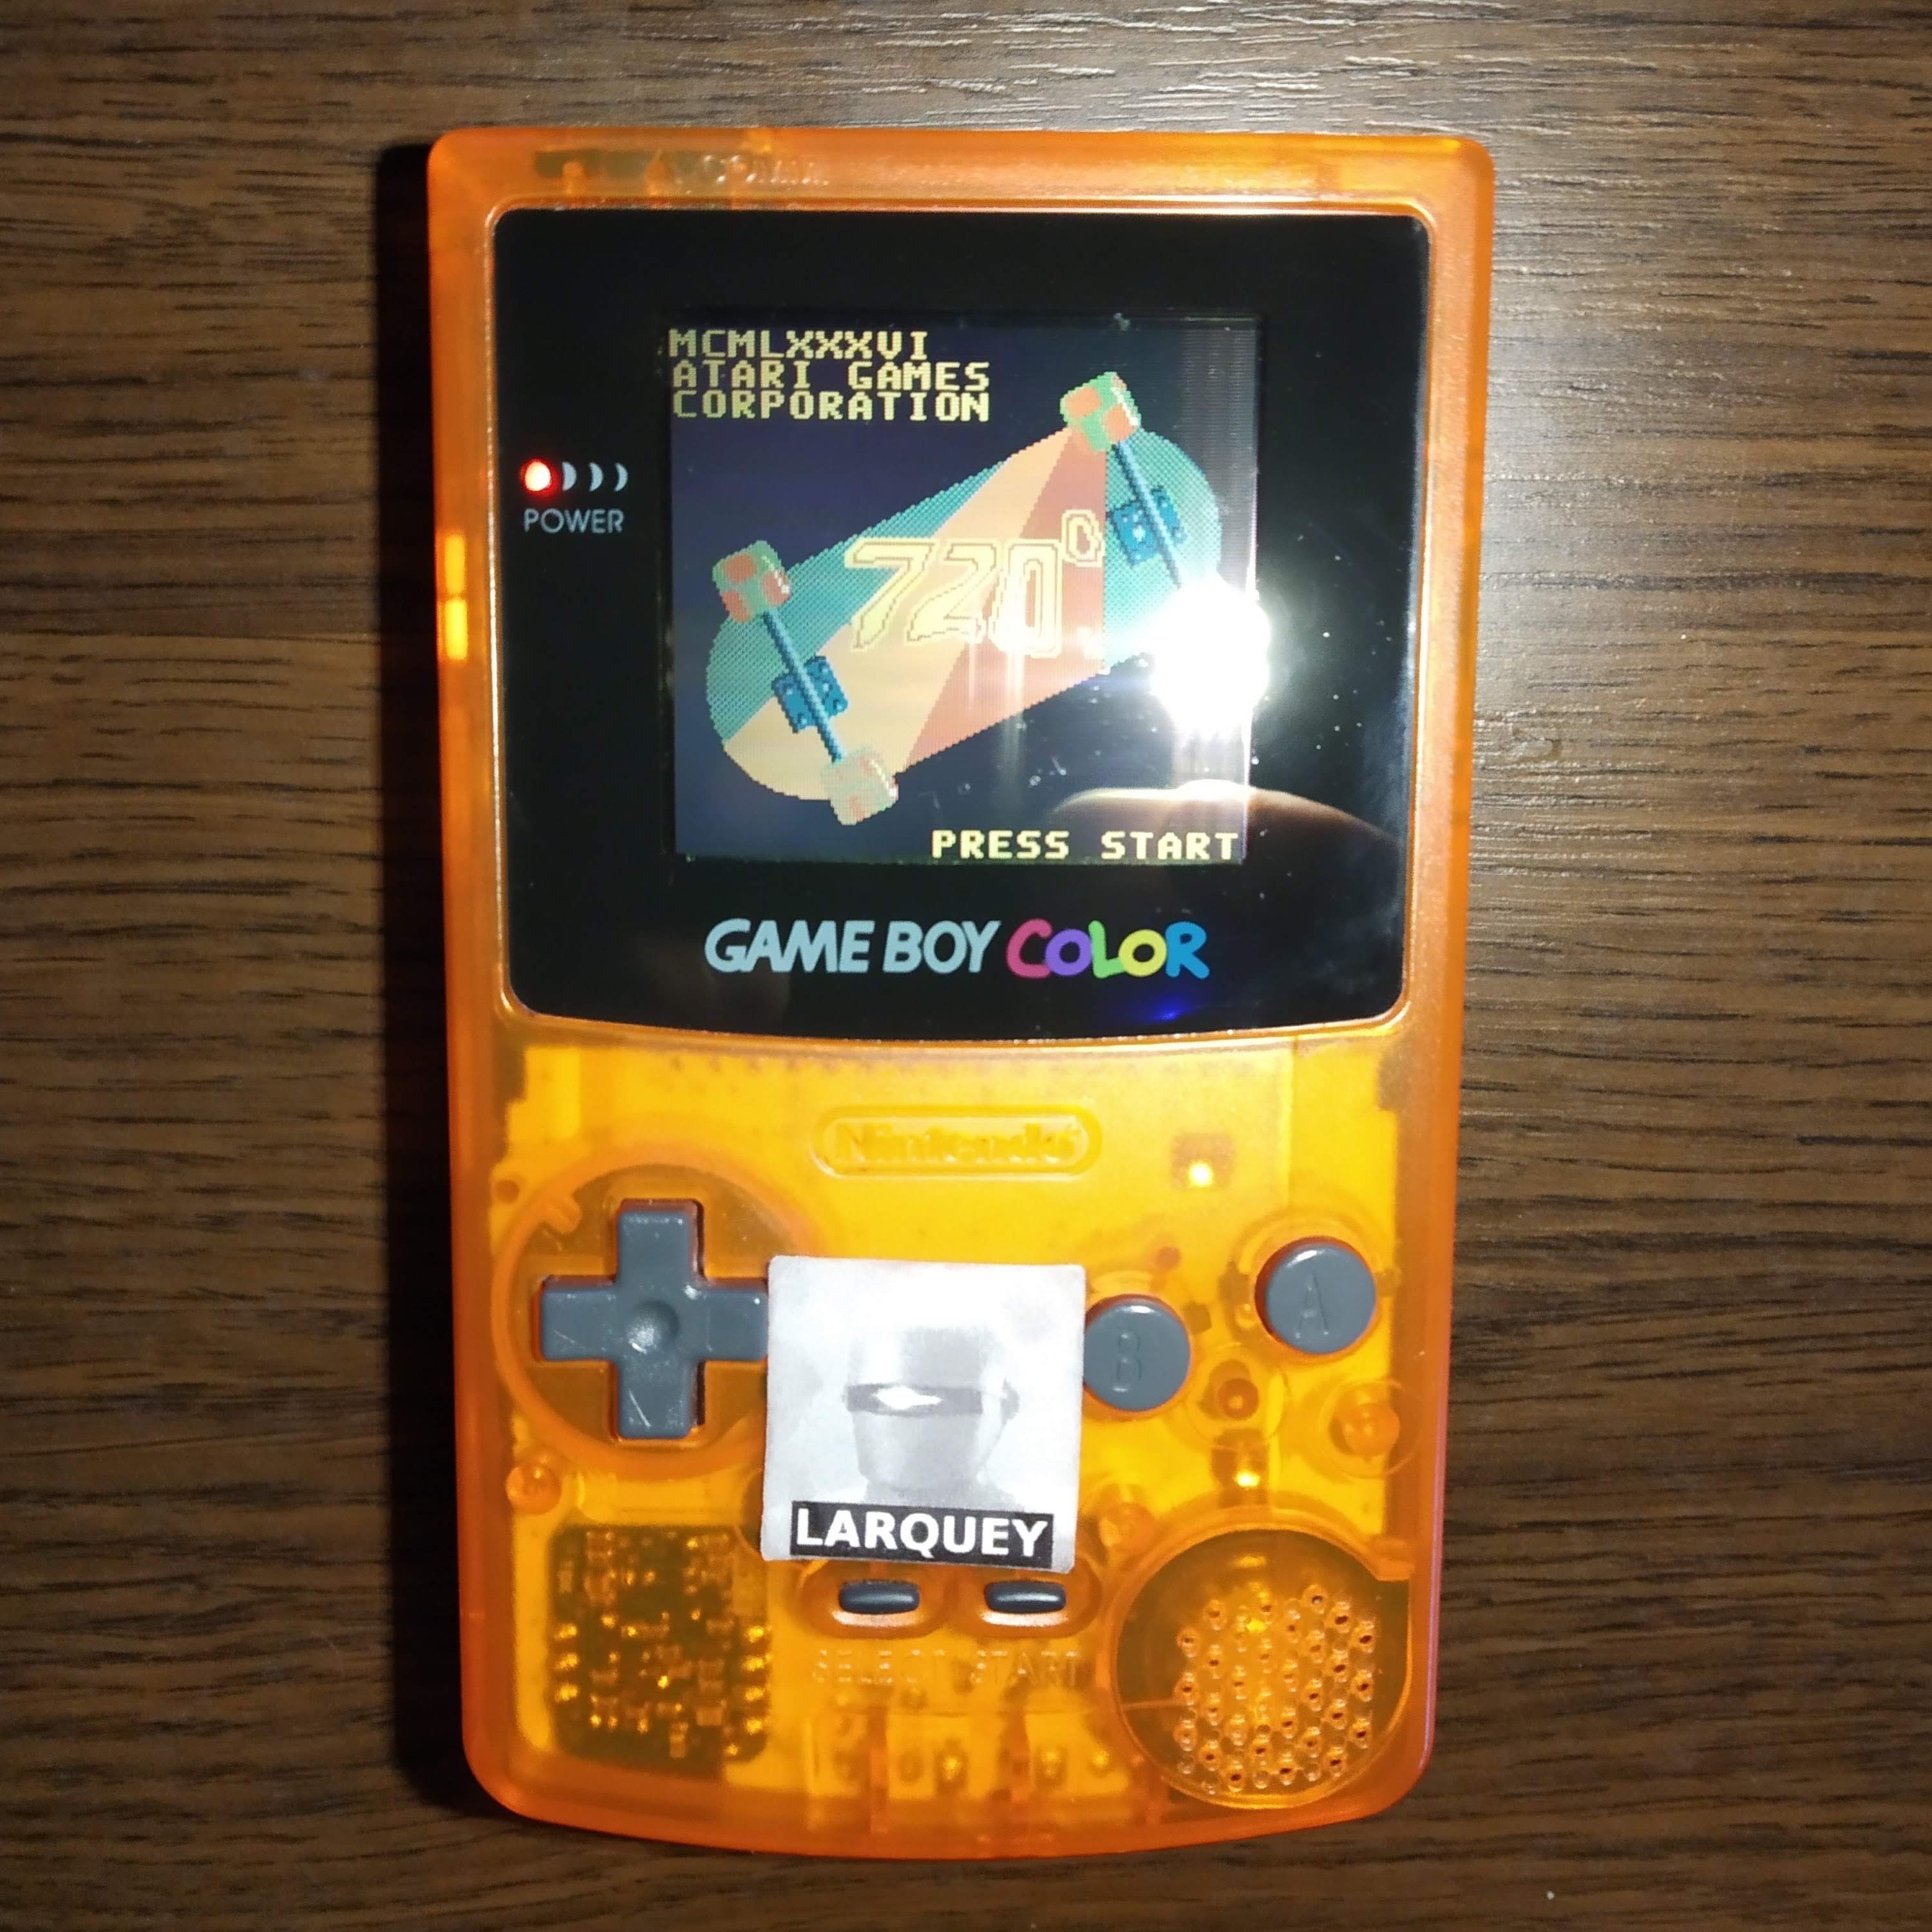 MCMLXXXVI
ATARI GAMES
CORPORATION
POWER
720°
PRESS START
GAME BOY COLOR
Nintendo
A
B
LARQUEY
SELECT START